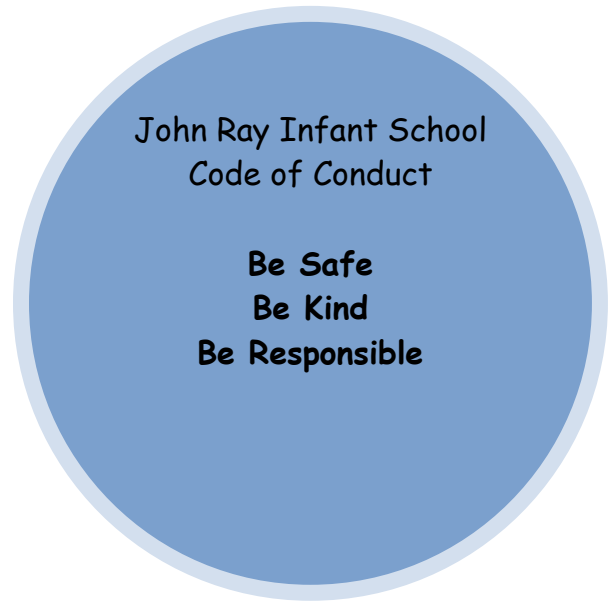 John Ray Infant School
Code of Conduct
Be Safe
Be Kind
Be Responsible